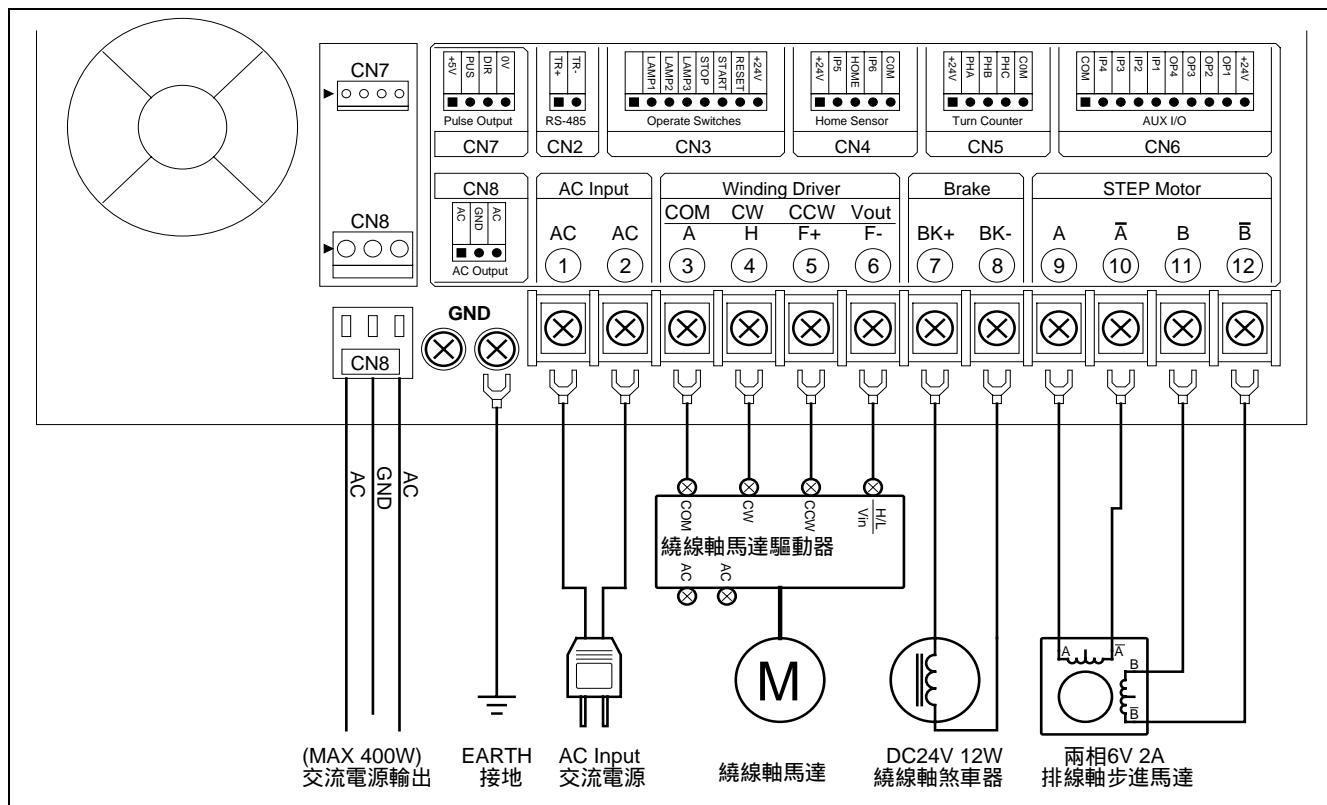 CN7
CN8
+5V
PUS
DIR
0V
Pulse Output
CN7
TR+
TR-
RS-485
CN2
LAMP1
LAMP2
LAMP3
STOP
START
RESET
+24V
Operate Switches
CN3
+24V
IP5
HOME
IP6
COM
Home Sensor
CN4
+24V
PHA
PHB
PHC
COM
Turn Counter
CN5
COM
IP4
IP3
IP2
IP1
OP4
OP3
OP2
OP1
+24V
AUX I/O
CN6
CN8
AC
GND
AC
AC Output
AC Input
AC AC
1 2
Winding Driver
COM CW CCW Vout
A H F+ F-
3 4 5 6
Brake
BK+ BK-
7 8
STEP Motor
A A̅ B B̅
9 10 11 12
GND
CN8
AC
GND
AC
COM
CW
CCW
H/L
Vin
繞線軸馬達驅動器
AC
AC
M
A A̅
B
B̅
(MAX 400W)
交流電源輸出
EARTH
接地
AC Input
交流電源
繞線軸馬達
DC24V 12W
繞線軸煞車器
兩相6V 2A
排線軸步進馬達